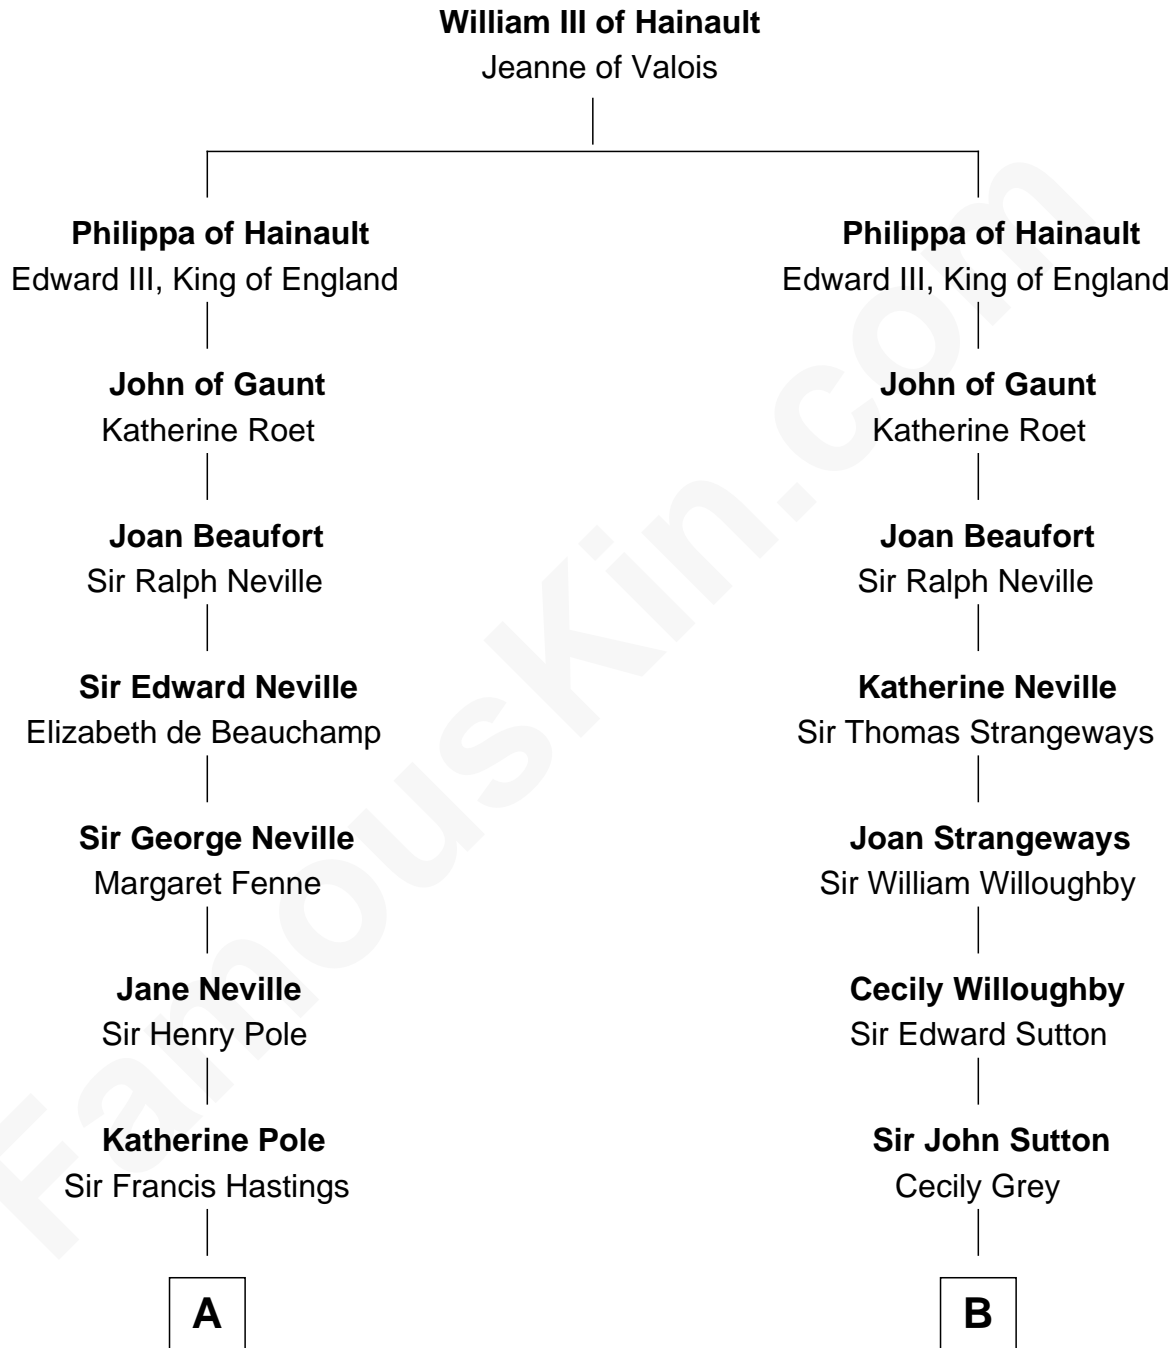 William III of Hainault
Jeanne of Valois
Philippa of Hainault
Edward III, King of England
John of Gaunt
Katherine Roet
Joan Beaufort
Sir Ralph Neville
Sir Edward Neville
Elizabeth de Beauchamp
Sir George Neville
Margaret Fenne
Jane Neville
Sir Henry Pole
Katherine Pole
Sir Francis Hastings
A
Philippa of Hainault
Edward III, King of England
John of Gaunt
Katherine Roet
Joan Beaufort
Sir Ralph Neville
Katherine Neville
Sir Thomas Strangeways
Joan Strangeways
Sir William Willoughby
Cecily Willoughby
Sir Edward Sutton
Sir John Sutton
Cecily Grey
B
FamousKin.com